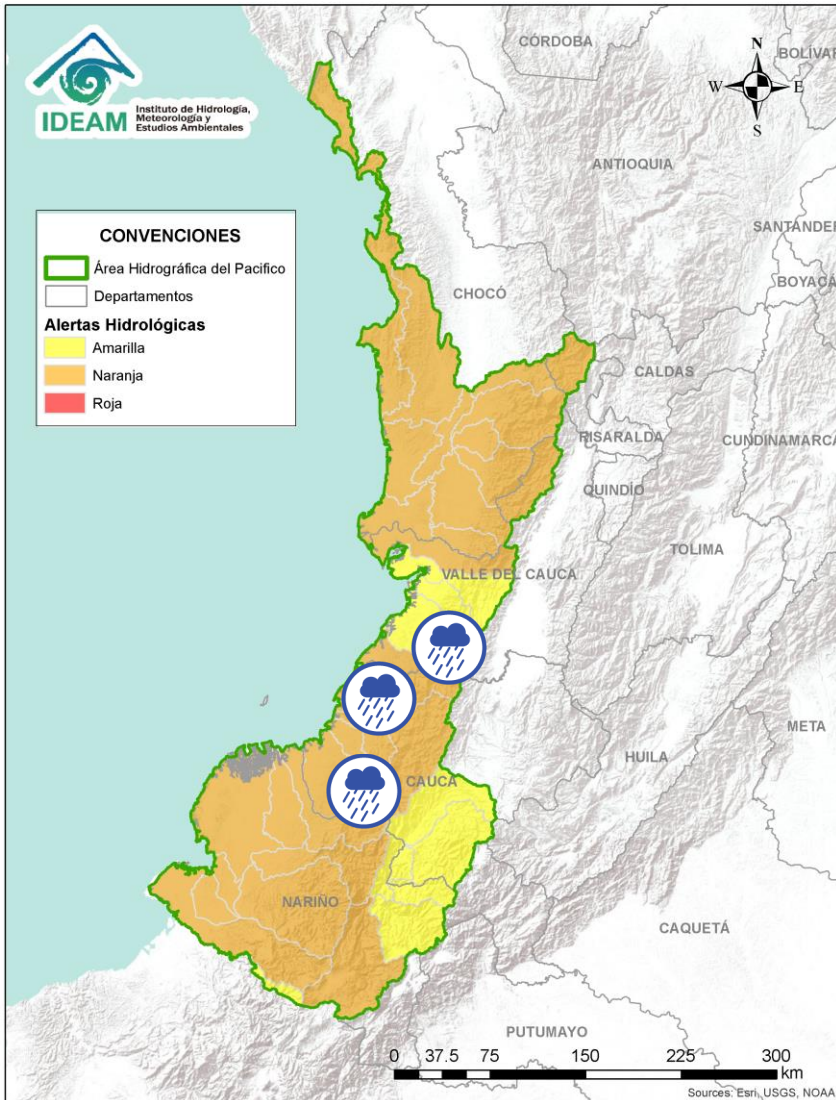 IDEAM
Instituto de Hidrología,
Meteorología y
Estudios Ambientales
CÓRDOBA
BOLÍVAR
N
W
E
S
ANTIOQUIA
SANTANDER
BOYACÁ
CONVENCIONES
Área Hidrográfica del Pacifico
Departamentos
Alertas Hidrológicas
Amarilla
Naranja
Roja
CHOCÓ
CALDAS
RISARALDA
CUNDINAMARCA
QUINDÍO
TOLIMA
VALLE DEL CAUCA
META
HUILA
CAUCA
NARIÑO
CAQUETÁ
PUTUMAYO
0 37.5 75 150 225 300
km
Sources: Esri, USGS, NOAA